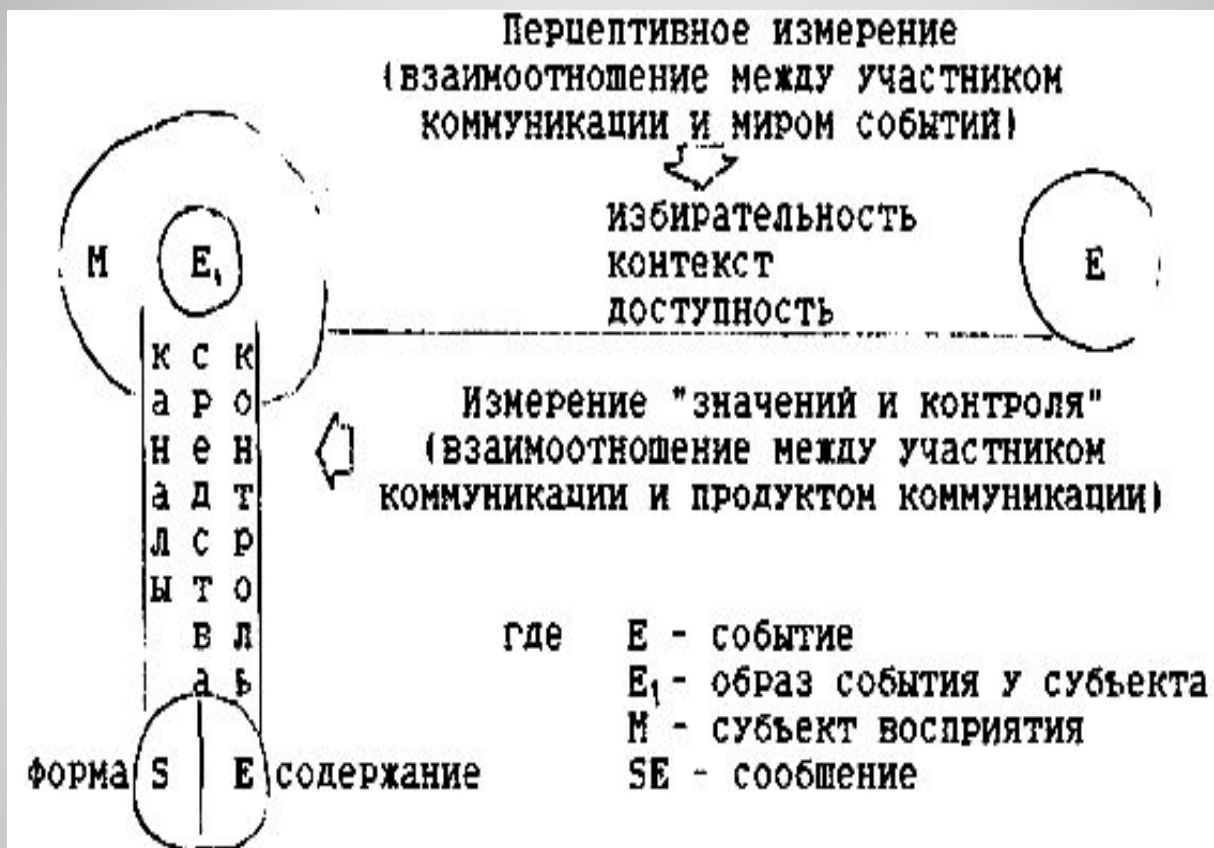 Перцептивное измерение
(взаимоотношение между участником
коммуникации и миром событий)
избирательность
контекст
доступность
M
E₁
E
каналы
средства
контроль
Измерение "значений и контроля"
(взаимоотношение между участником
коммуникации и продуктом коммуникации)
где E - событие
E₁ - образ события у субъекта
M - субъект восприятия
SE - сообщение
форма S E содержание